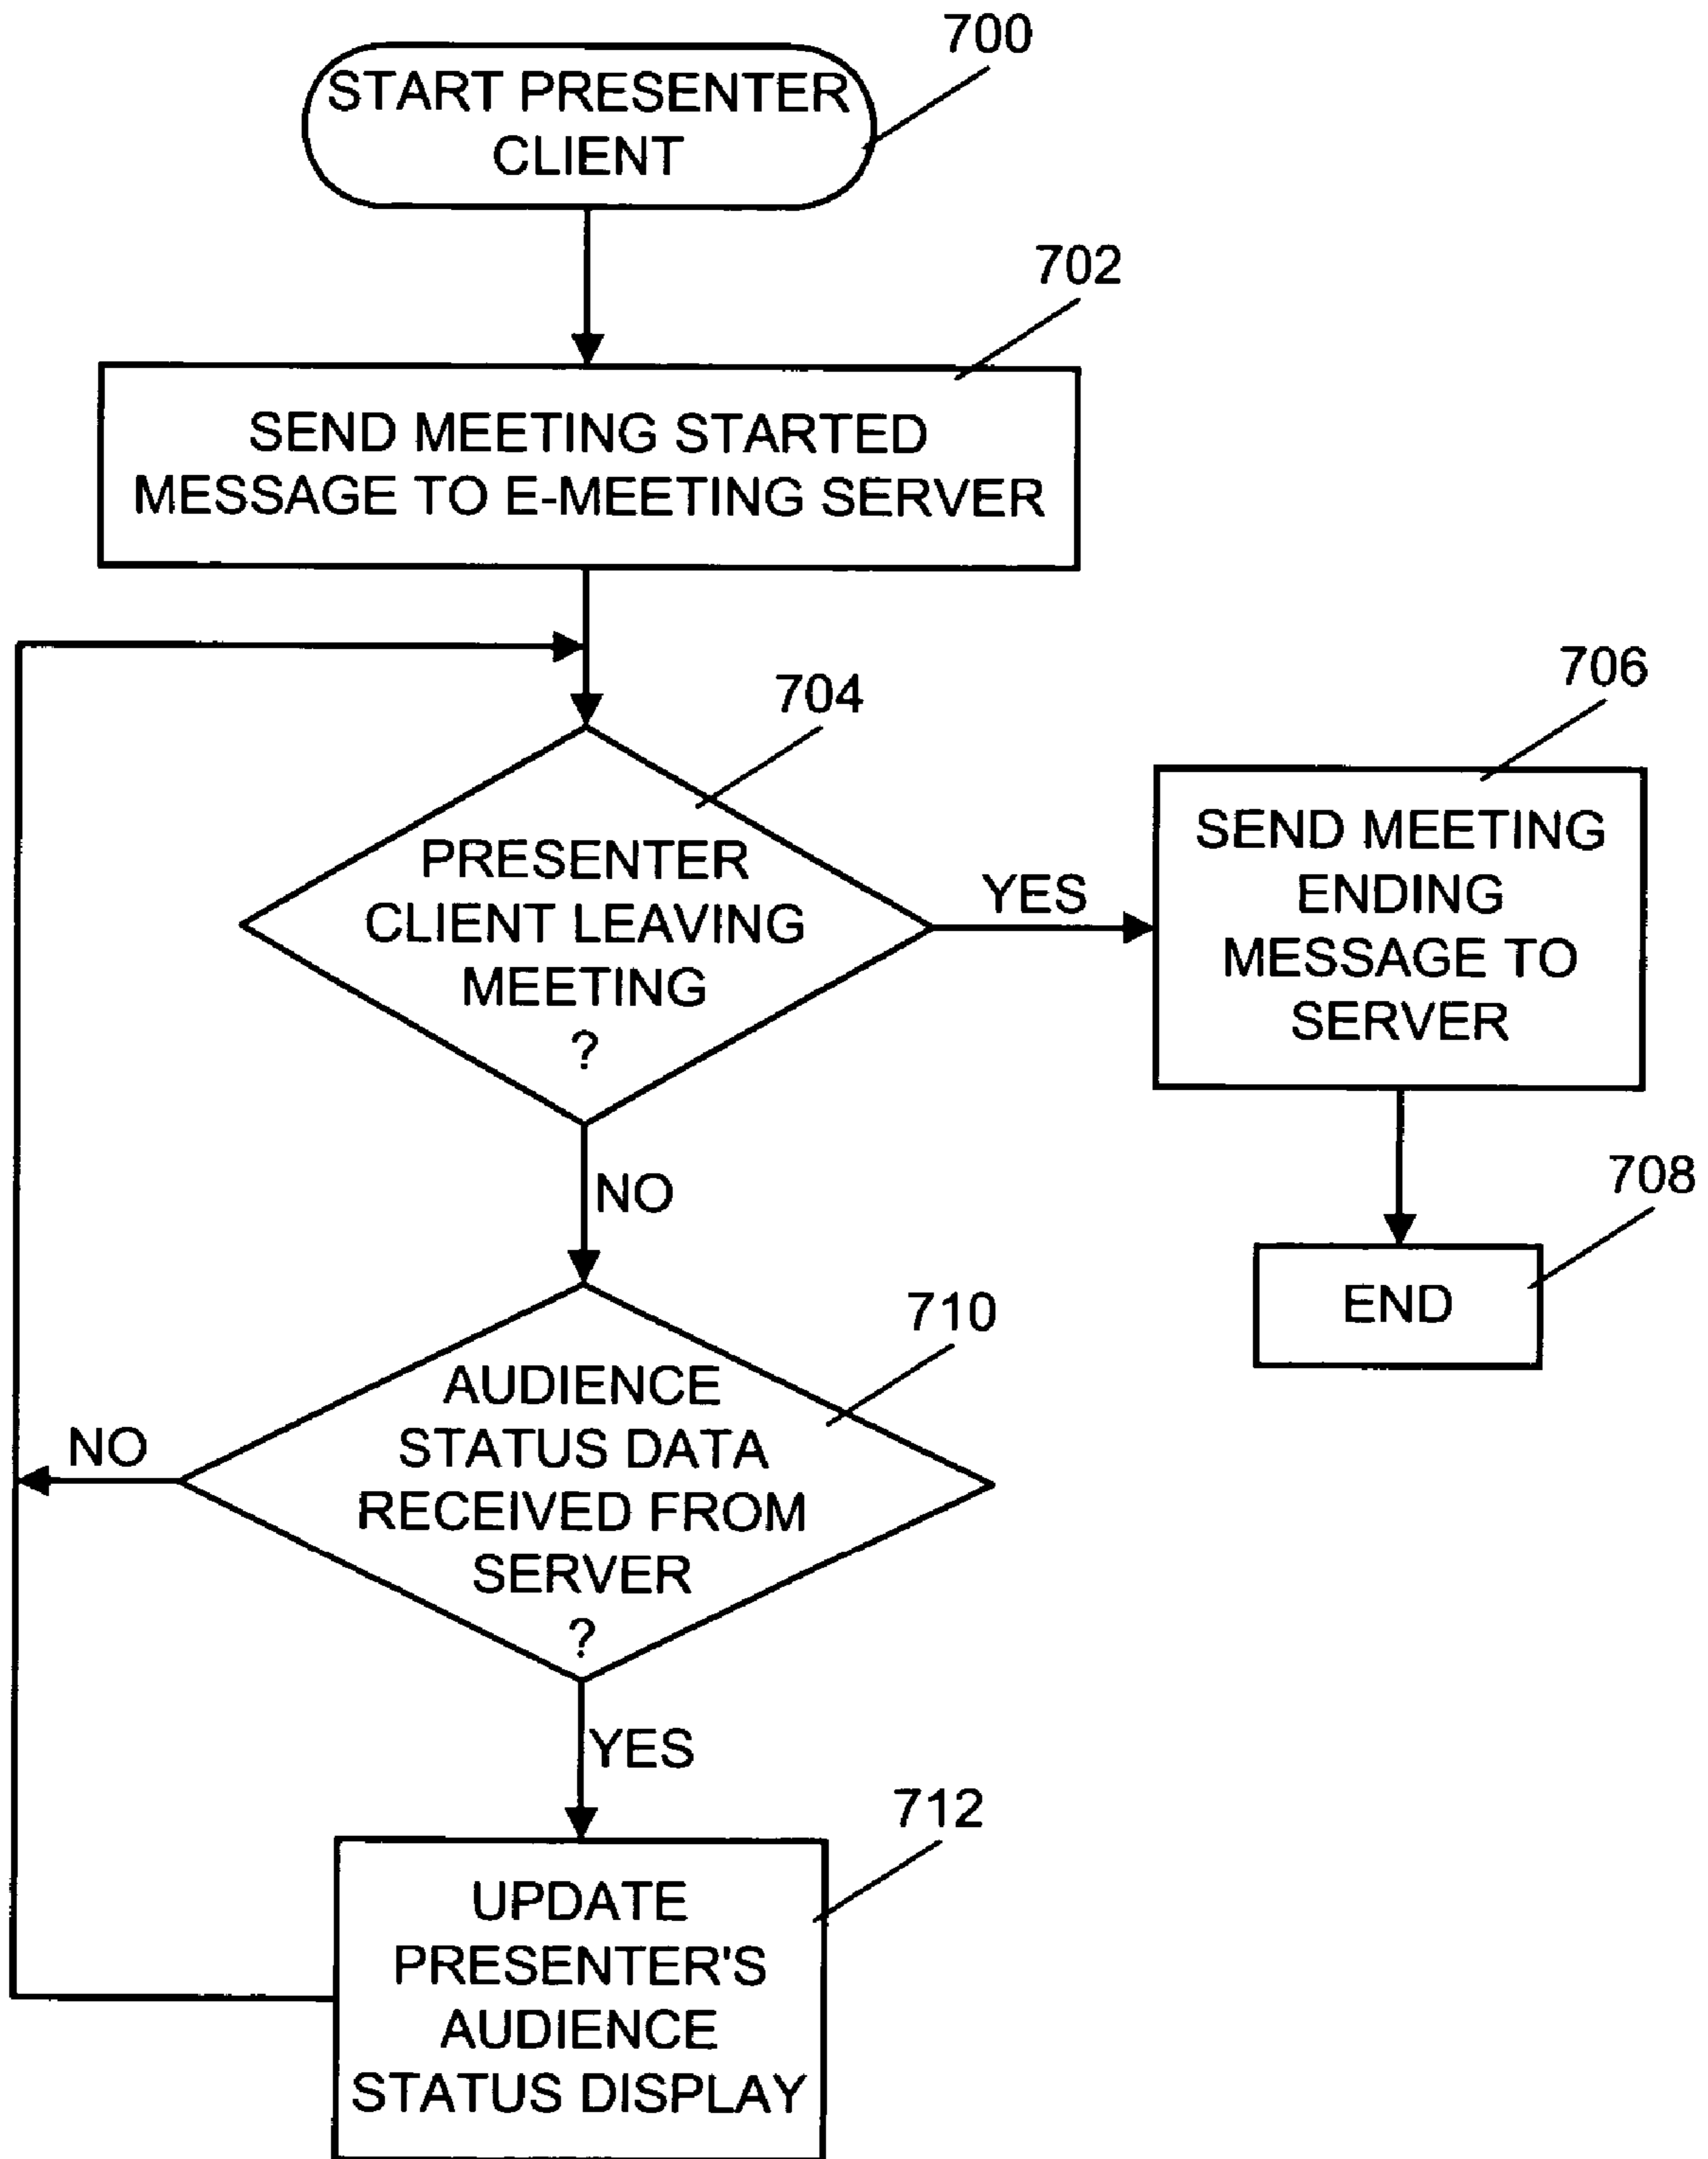 700
START PRESENTER
CLIENT
702
SEND MEETING STARTED
MESSAGE TO E-MEETING SERVER
704
PRESENTER
CLIENT LEAVING
MEETING
?
YES
706
SEND MEETING
ENDING
MESSAGE TO
SERVER
NO
708
END
710
AUDIENCE
STATUS DATA
RECEIVED FROM
SERVER
?
NO
YES
712
UPDATE
PRESENTER'S
AUDIENCE
STATUS DISPLAY